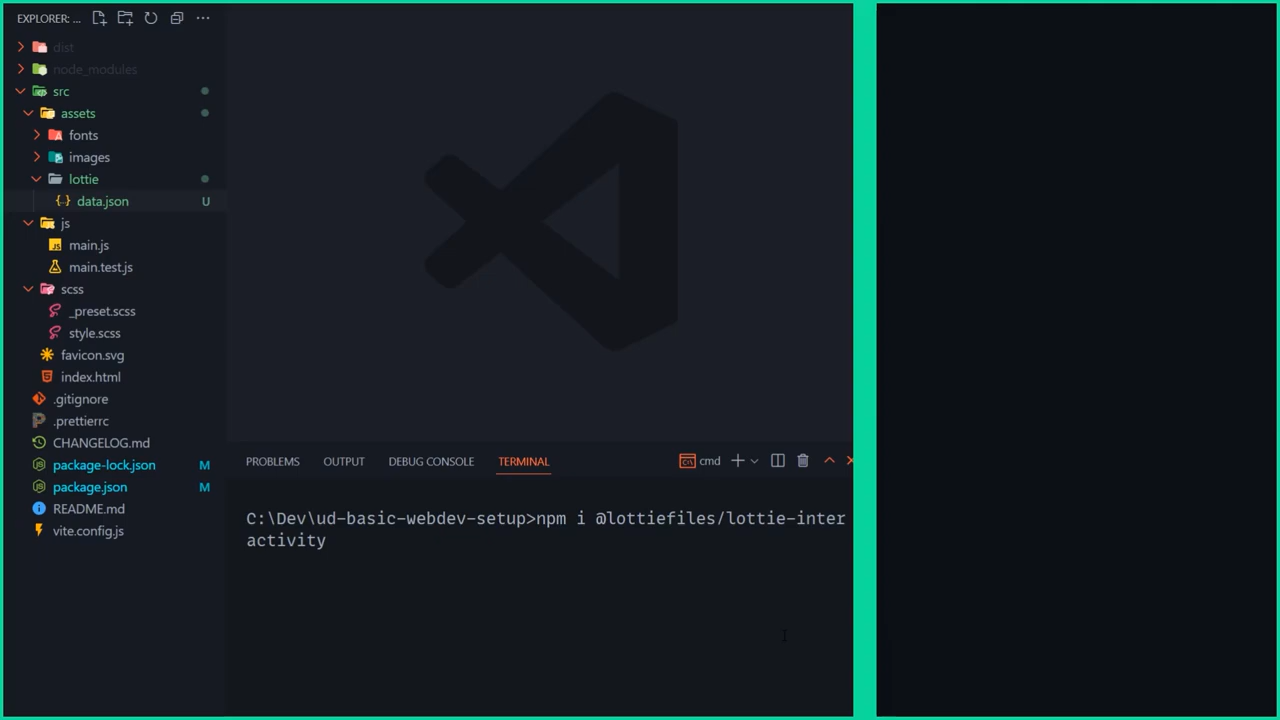 EXPLORER: ...
dist
node_modules
src
assets
fonts
images
lottie
data.json U
js
main.js
main.test.js
scss
_preset.scss
style.scss
favicon.svg
index.html
.gitignore
.prettierrc
CHANGELOG.md
package-lock.json M
package.json M
README.md
vite.config.js
PROBLEMS OUTPUT DEBUG CONSOLE TERMINAL cmd
C:\Dev\ud-basic-webdev-setup>npm i @lottiefiles/lottie-inter
activity